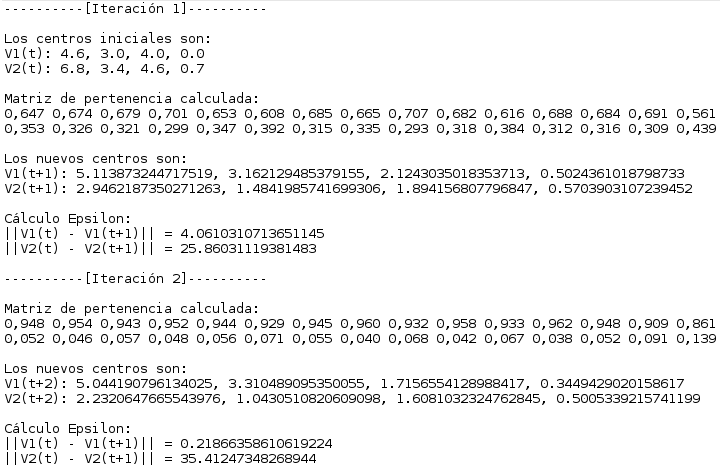 ----------[Iteración 1]----------
Los centros iniciales son:
V1(t): 4.6, 3.0, 4.0, 0.0
V2(t): 6.8, 3.4, 4.6, 0.7
Matriz de pertenencia calculada:
0,647 0,674 0,679 0,701 0,653 0,608 0,685 0,665 0,707 0,682 0,616 0,688 0,684 0,691 0,561
0,353 0,326 0,321 0,299 0,347 0,392 0,315 0,335 0,293 0,318 0,384 0,312 0,316 0,309 0,439
Los nuevos centros son:
V1(t+1): 5.113873244717519, 3.162129485379155, 2.1243035018353713, 0.5024361018798733
V2(t+1): 2.9462187350271263, 1.4841985741699306, 1.894156807796847, 0.5703903107239452
Cálculo Epsilon:
||V1(t) - V1(t+1)|| = 4.0610310713651145
||V2(t) - V2(t+1)|| = 25.86031119381483
----------[Iteración 2]----------
Matriz de pertenencia calculada:
0,948 0,954 0,943 0,952 0,944 0,929 0,945 0,960 0,932 0,958 0,933 0,962 0,948 0,909 0,861
0,052 0,046 0,057 0,048 0,056 0,071 0,055 0,040 0,068 0,042 0,067 0,038 0,052 0,091 0,139
Los nuevos centros son:
V1(t+2): 5.044190796134025, 3.310489095350055, 1.7156554128988417, 0.3449429020158617
V2(t+2): 2.2320647665543976, 1.0430510820609098, 1.6081032324762845, 0.5005339215741199
Cálculo Epsilon:
||V1(t) - V1(t+1)|| = 0.21866358610619224
||V2(t) - V2(t+1)|| = 35.41247348268944